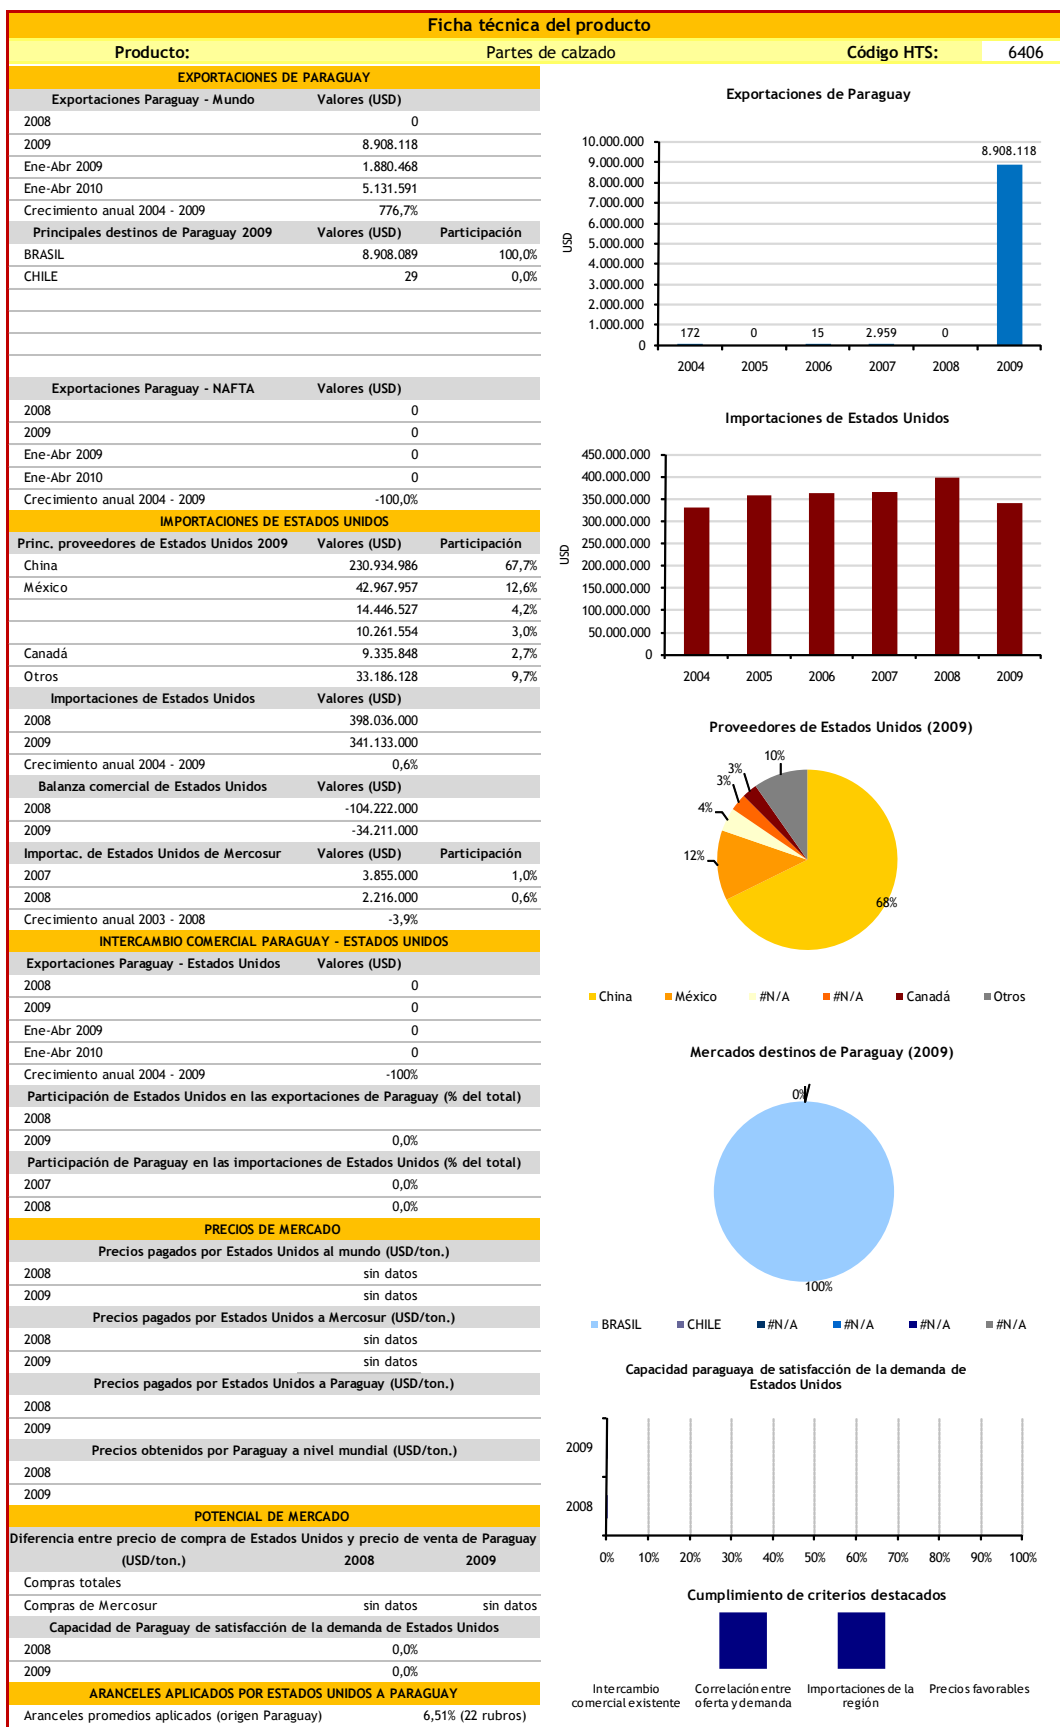 Ficha técnica del producto
Producto: Partes de calzado Código HTS: 6406
EXPORTACIONES DE PARAGUAY
Exportaciones Paraguay - Mundo Valores (USD)
2008 0
2009 8.908.118
Ene-Abr 2009 1.880.468
Ene-Abr 2010 5.131.591
Crecimiento anual 2004 - 2009 776,7%
Principales destinos de Paraguay 2009 Valores (USD) Participación
BRASIL 8.908.089 100,0%
CHILE 29 0,0%
Exportaciones Paraguay - NAFTA Valores (USD)
2008 0
2009 0
Ene-Abr 2009 0
Ene-Abr 2010 0
Crecimiento anual 2004 - 2009 -100,0%
IMPORTACIONES DE ESTADOS UNIDOS
Princ. proveedores de Estados Unidos 2009 Valores (USD) Participación
China 230.934.986 67,7%
México 42.967.957 12,6%
14.446.527 4,2%
10.261.554 3,0%
Canadá 9.335.848 2,7%
Otros 33.186.128 9,7%
Importaciones de Estados Unidos Valores (USD)
2008 398.036.000
2009 341.133.000
Crecimiento anual 2004 - 2009 0,6%
Balanza comercial de Estados Unidos Valores (USD)
2008 -104.222.000
2009 -34.211.000
Importac. de Estados Unidos de Mercosur Valores (USD) Participación
2007 3.855.000 1,0%
2008 2.216.000 0,6%
Crecimiento anual 2003 - 2008 -3,9%
INTERCAMBIO COMERCIAL PARAGUAY - ESTADOS UNIDOS
Exportaciones Paraguay - Estados Unidos Valores (USD)
2008 0
2009 0
Ene-Abr 2009 0
Ene-Abr 2010 0
Crecimiento anual 2004 - 2009 -100%
Participación de Estados Unidos en las exportaciones de Paraguay (% del total)
2008
2009 0,0%
Participación de Paraguay en las importaciones de Estados Unidos (% del total)
2007 0,0%
2008 0,0%
PRECIOS DE MERCADO
Precios pagados por Estados Unidos al mundo (USD/ton.)
2008 sin datos
2009 sin datos
Precios pagados por Estados Unidos a Mercosur (USD/ton.)
2008 sin datos
2009 sin datos
Precios pagados por Estados Unidos a Paraguay (USD/ton.)
2008
2009
Precios obtenidos por Paraguay a nivel mundial (USD/ton.)
2008
2009
POTENCIAL DE MERCADO
Diferencia entre precio de compra de Estados Unidos y precio de venta de Paraguay
(USD/ton.) 2008 2009
Compras totales
Compras de Mercosur sin datos sin datos
Capacidad de Paraguay de satisfacción de la demanda de Estados Unidos
2008 0,0%
2009 0,0%
ARANCELES APLICADOS POR ESTADOS UNIDOS A PARAGUAY
Aranceles promedios aplicados (origen Paraguay) 6,51% (22 rubros)
Exportaciones de Paraguay
USD
10.000.000
9.000.000
8.000.000
7.000.000
6.000.000
5.000.000
4.000.000
3.000.000
2.000.000
1.000.000
0
172 0 15 2.959 0 8.908.118
2004 2005 2006 2007 2008 2009
Importaciones de Estados Unidos
USD
450.000.000
400.000.000
350.000.000
300.000.000
250.000.000
200.000.000
150.000.000
100.000.000
50.000.000
0
2004 2005 2006 2007 2008 2009
Proveedores de Estados Unidos (2009)
10%
3%
3%
4%
12%
68%
China México #N/A #N/A Canadá Otros
Mercados destinos de Paraguay (2009)
0%
100%
BRASIL CHILE #N/A #N/A #N/A #N/A
Capacidad paraguaya de satisfacción de la demanda de
Estados Unidos
2009
2008
0% 10% 20% 30% 40% 50% 60% 70% 80% 90% 100%
Cumplimiento de criterios destacados
Intercambio Correlación entre Importaciones de la Precios favorables
comercial existente oferta y demanda región